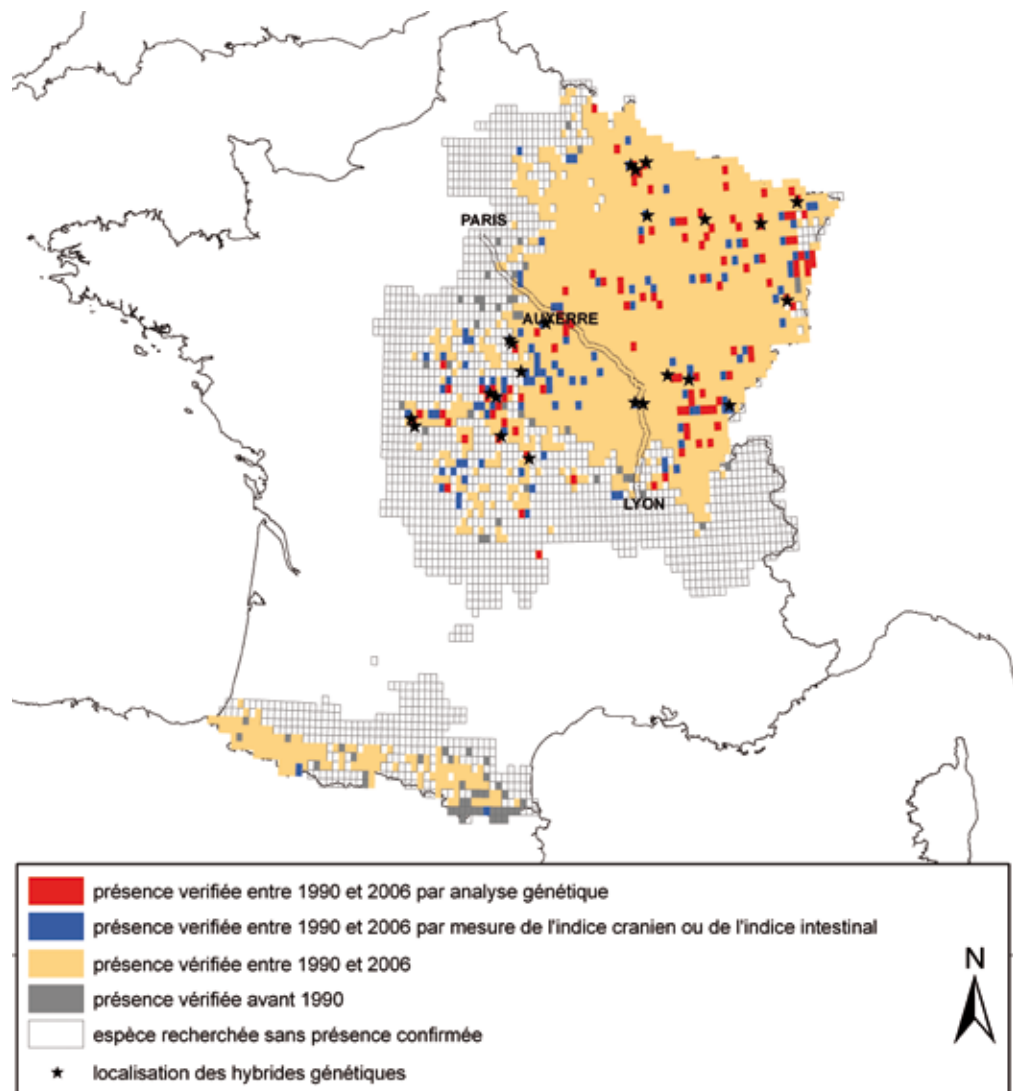 PARIS
AUXERRE
LYON
présence verifiée entre 1990 et 2006 par analyse génétique
présence verifiée entre 1990 et 2006 par mesure de l'indice cranien ou de l'indice intestinal
présence vérifiée entre 1990 et 2006
présence vérifiée avant 1990
espèce recherchée sans présence confirmée
localisation des hybrides génétiques
N